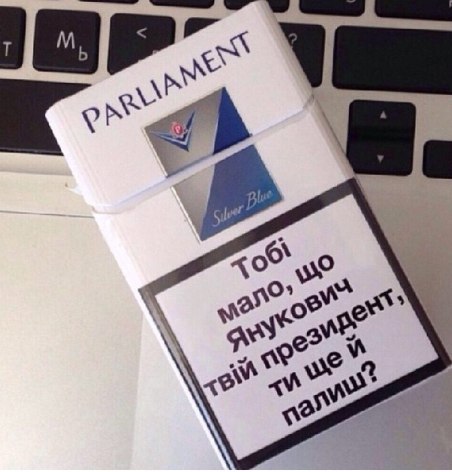 Т
М
Ь
PARLIAMENT
P
Silver Blue
Тобі
мало, що
Янукович
твій президент,
ти ще й
палиш?